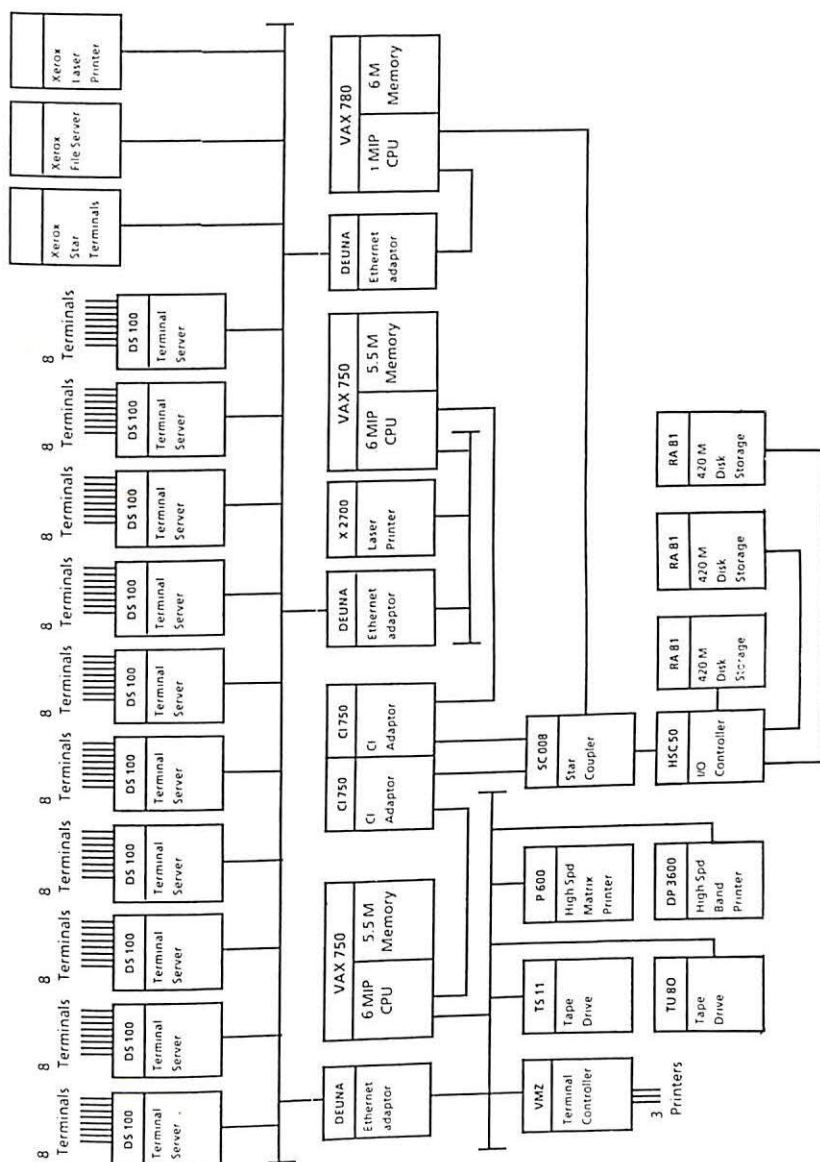 8
Terminals
DS 100
Terminal
Server
8
Terminals
DS 100
Terminal
Server
8
Terminals
DS 100
Terminal
Server
8
Terminals
DS 100
Terminal
Server
8
Terminals
DS 100
Terminal
Server
8
Terminals
DS 100
Terminal
Server
8
Terminals
DS 100
Terminal
Server
8
Terminals
DS 100
Terminal
Server
8
Terminals
DS 100
Terminal
Server
8
Terminals
DS 100
Terminal
Server
Xerox
Star
Terminals
Xerox
File Server
Xerox
Laser
Printer
DEUNA
Ethernet
adaptor
VAX 750
6 MIP
CPU
5.5 M
Memory
CI 750
CI
Adaptor
CI 750
CI
Adaptor
DEUNA
Ethernet
adaptor
X 2700
Laser
Printer
VAX 750
6 MIP
CPU
5.5 M
Memory
DEUNA
Ethernet
adaptor
VAX 780
1 MIP
CPU
6 M
Memory
VMZ
Terminal
Controller
3
Printers
TS 11
Tape
Drive
P 600
High Spd
Matrix
Printer
SC 008
Star
Coupler
TU 80
Tape
Drive
DP 3600
High Spd
Band
Printer
HSC 50
I/O
Controller
RA 81
420 M
Disk
Storage
RA 81
420 M
Disk
Storage
RA 81
420 M
Disk
Storage